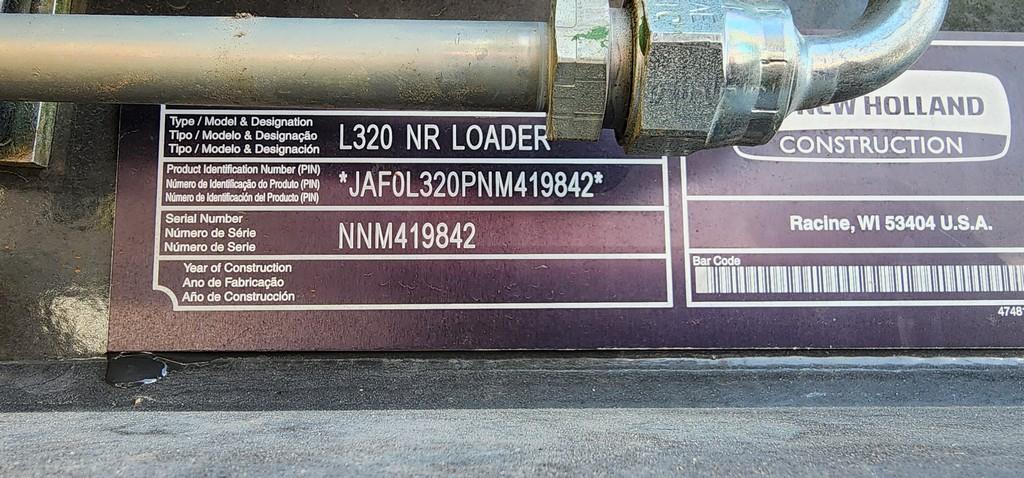 Type / Model & Designation
Tipo / Modelo & Designação
Tipo / Modelo & Designación
L320 NR LOADER
Product Identification Number (PIN)
Número de Identificação do Produto (PIN)
Número de Identificación del Producto (PIN)
*JAF0L320PNM419842*
Serial Number
Número de Série
Número de Serie
NNM419842
Year of Construction
Ano de Fabricação
Año de Construcción
NEW HOLLAND
CONSTRUCTION
Racine, WI 53404 U.S.A.
Bar Code